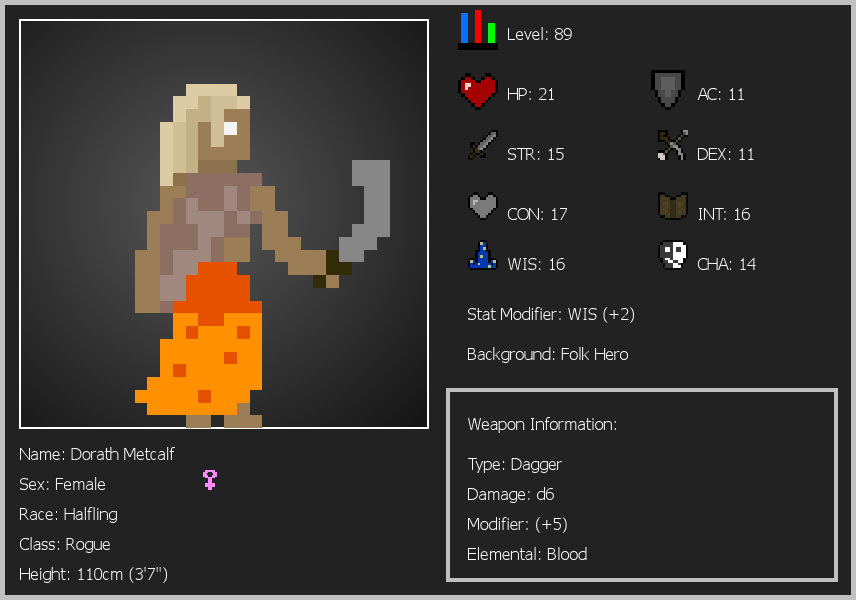 Level: 89
HP: 21
AC: 11
STR: 15
DEX: 11
CON: 17
INT: 16
WIS: 16
CHA: 14
Stat Modifier: WIS (+2)
Background: Folk Hero
Weapon Information:
Type: Dagger
Damage: d6
Modifier: (+5)
Elemental: Blood
Name: Dorath Metcalf
Sex: Female
Race: Halfling
Class: Rogue
Height: 110cm (3'7")